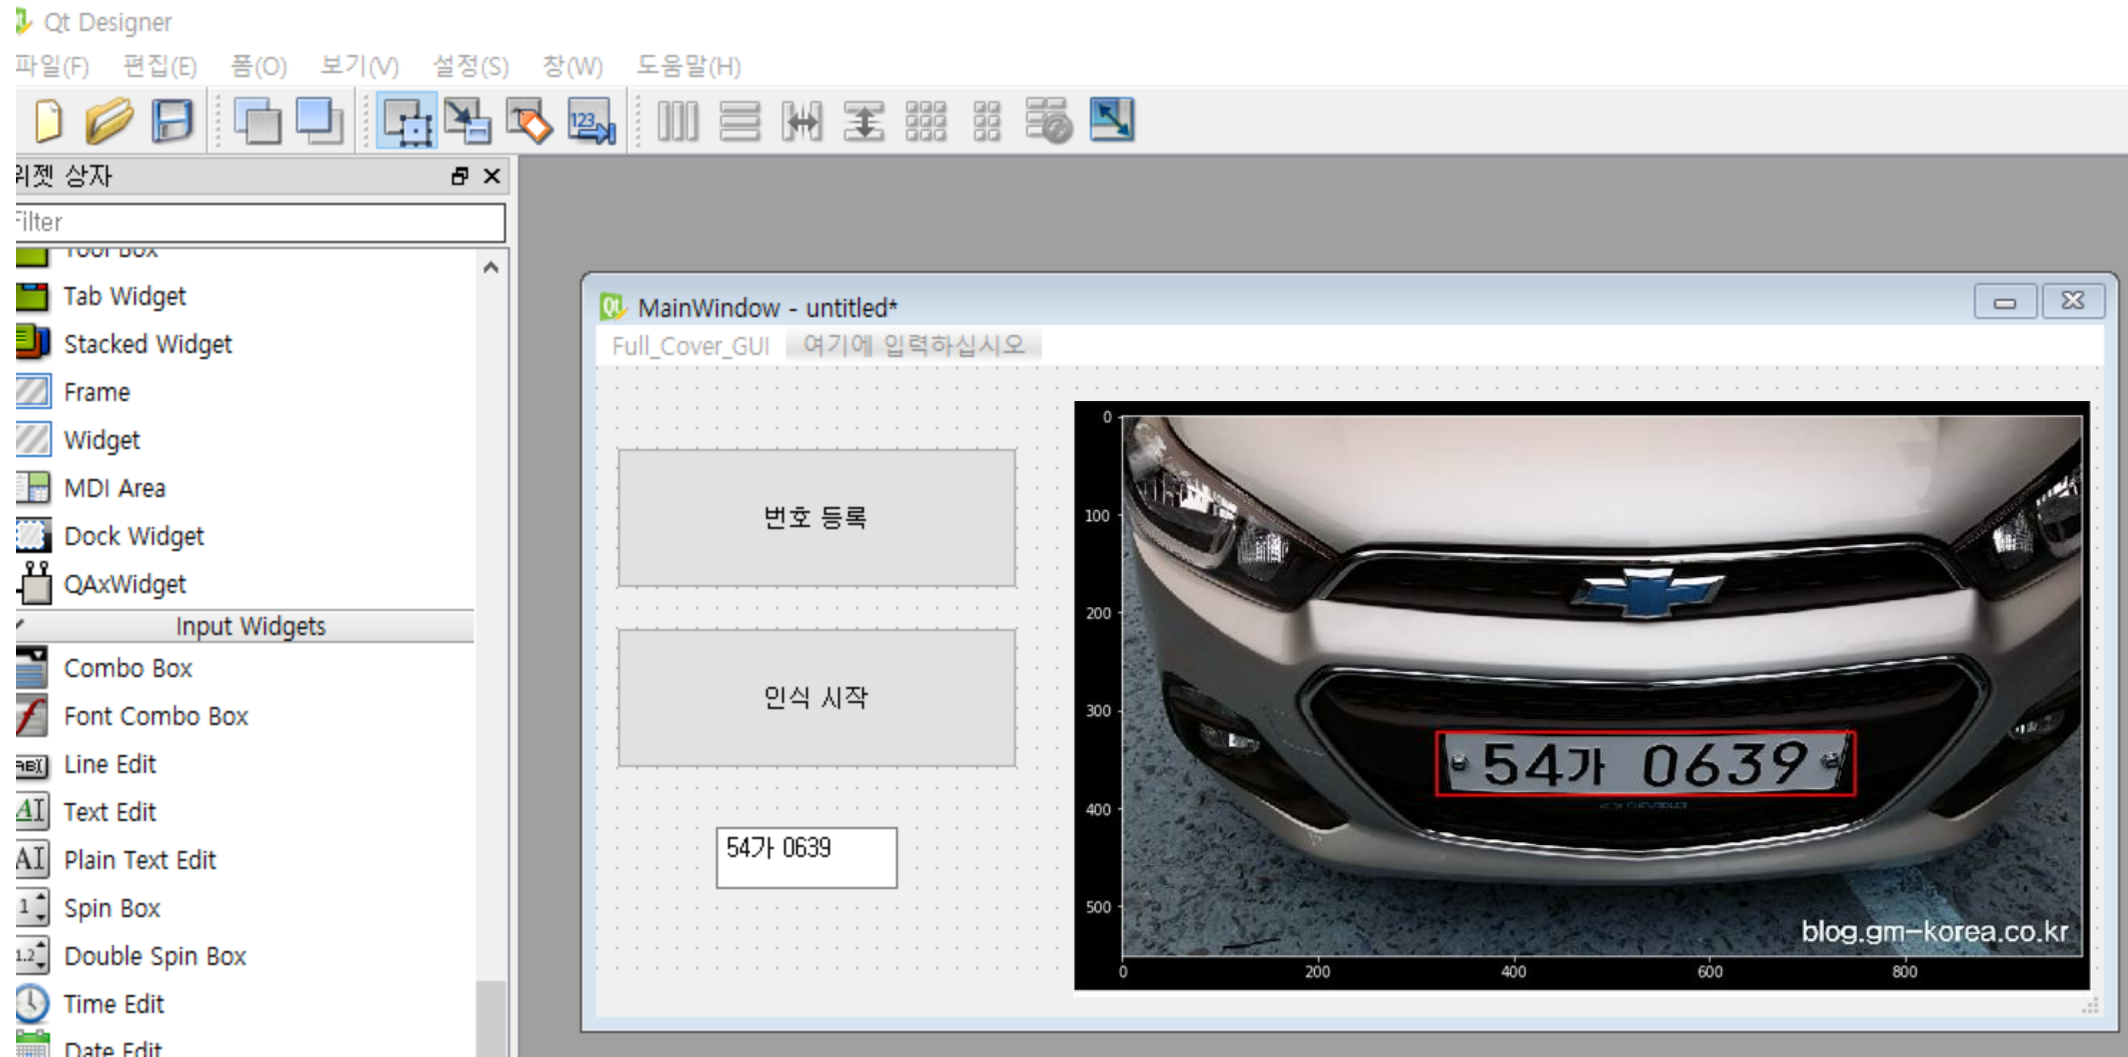 Qt Designer
파일(F) 편집(E) 폼(O) 보기(V) 설정(S) 창(W) 도움말(H)
위젯 상자
Filter
Tool Box
Tab Widget
Stacked Widget
Frame
Widget
MDI Area
Dock Widget
QAxWidget
Input Widgets
Combo Box
Font Combo Box
Line Edit
Text Edit
Plain Text Edit
Spin Box
Double Spin Box
Time Edit
Date Edit
MainWindow - untitled*
Full_Cover_GUI 여기에 입력하십시오
번호 등록
인식 시작
54가 0639
0
100
200
300
400
500
54가 0639
blog.gm-korea.co.kr
0 200 400 600 800